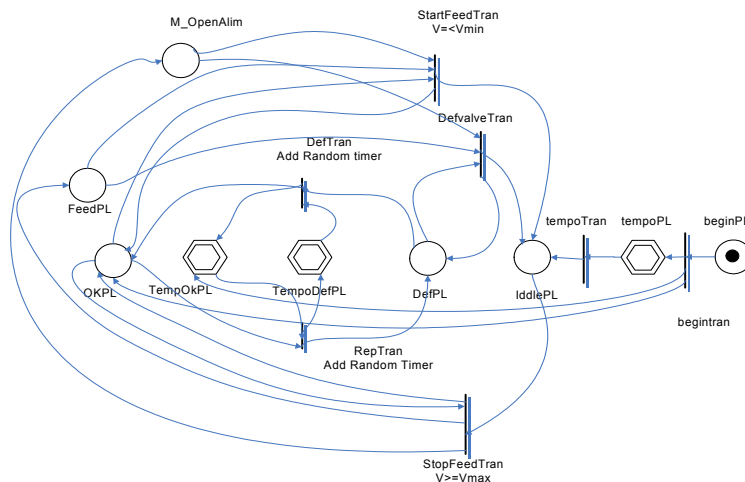 M_OpenAlim
StartFeedTran
V=<Vmin
DefvalveTran
DefTran
Add Random timer
FeedPL
tempoTran
tempoPL
beginPl
OKPL
TempOkPL
TempoDefPL
DefPL
IddlePL
begintran
RepTran
Add Random Timer
StopFeedTran
V>=Vmax